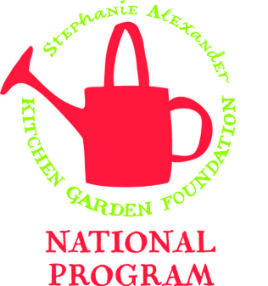 Stephanie Alexander
KITCHEN GARDEN FOUNDATION
NATIONAL
PROGRAM